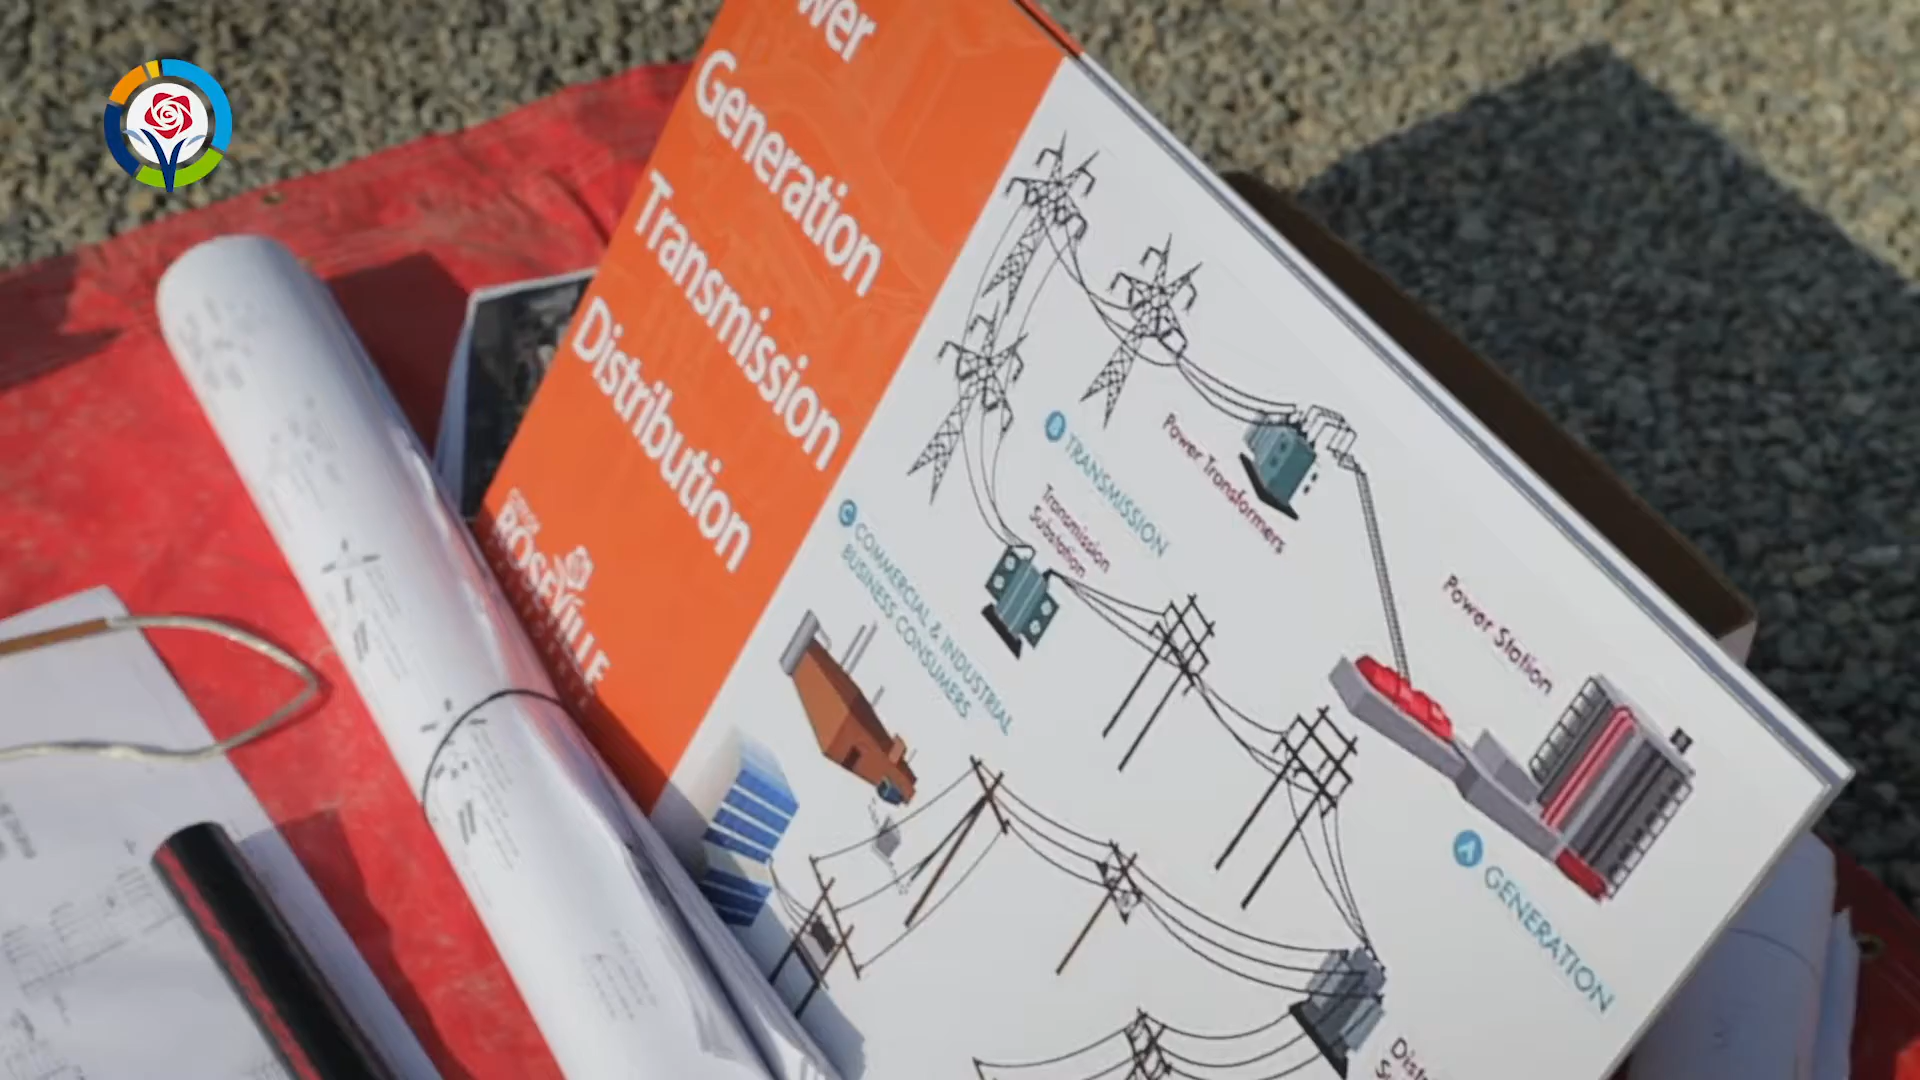 Generation
Transmission
Distribution
ROSEVILLE
B TRANSMISSION
Power Transformers
Transmission
Substation
C COMMERCIAL & INDUSTRIAL
BUSINESS CONSUMERS
Power Station
A GENERATION